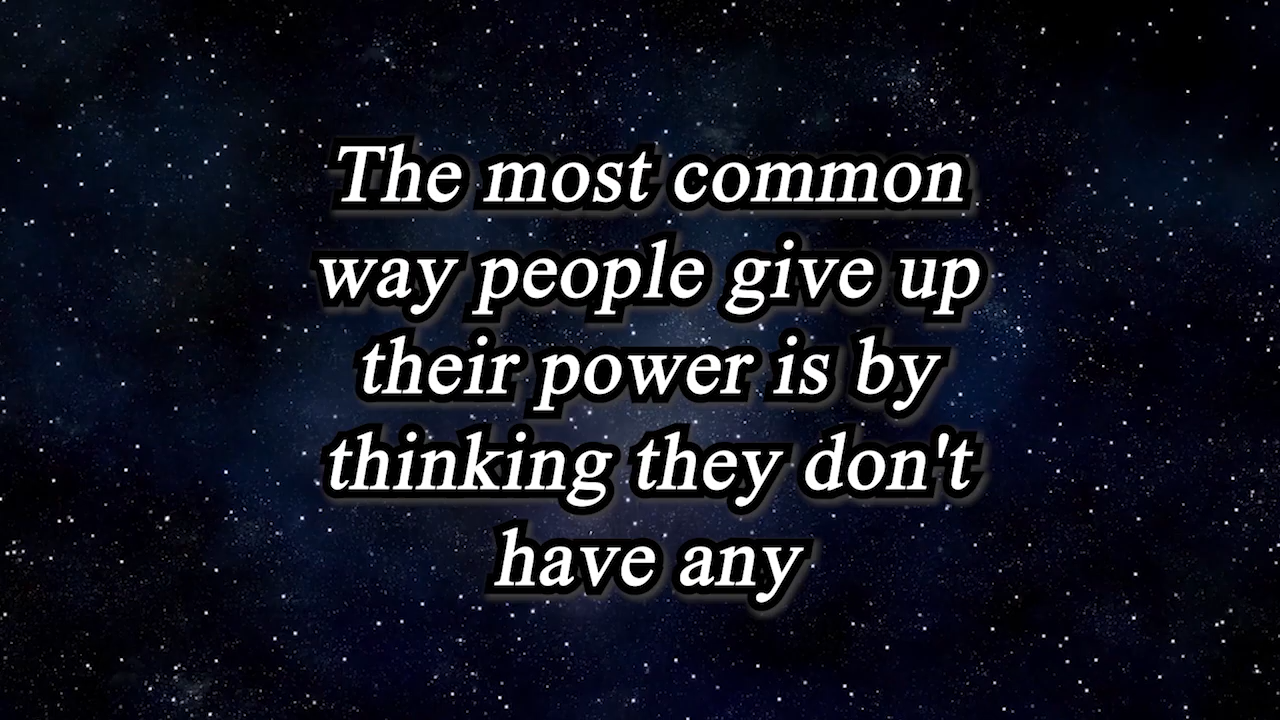 The most common
way people give up
their power is by
thinking they don't
have any